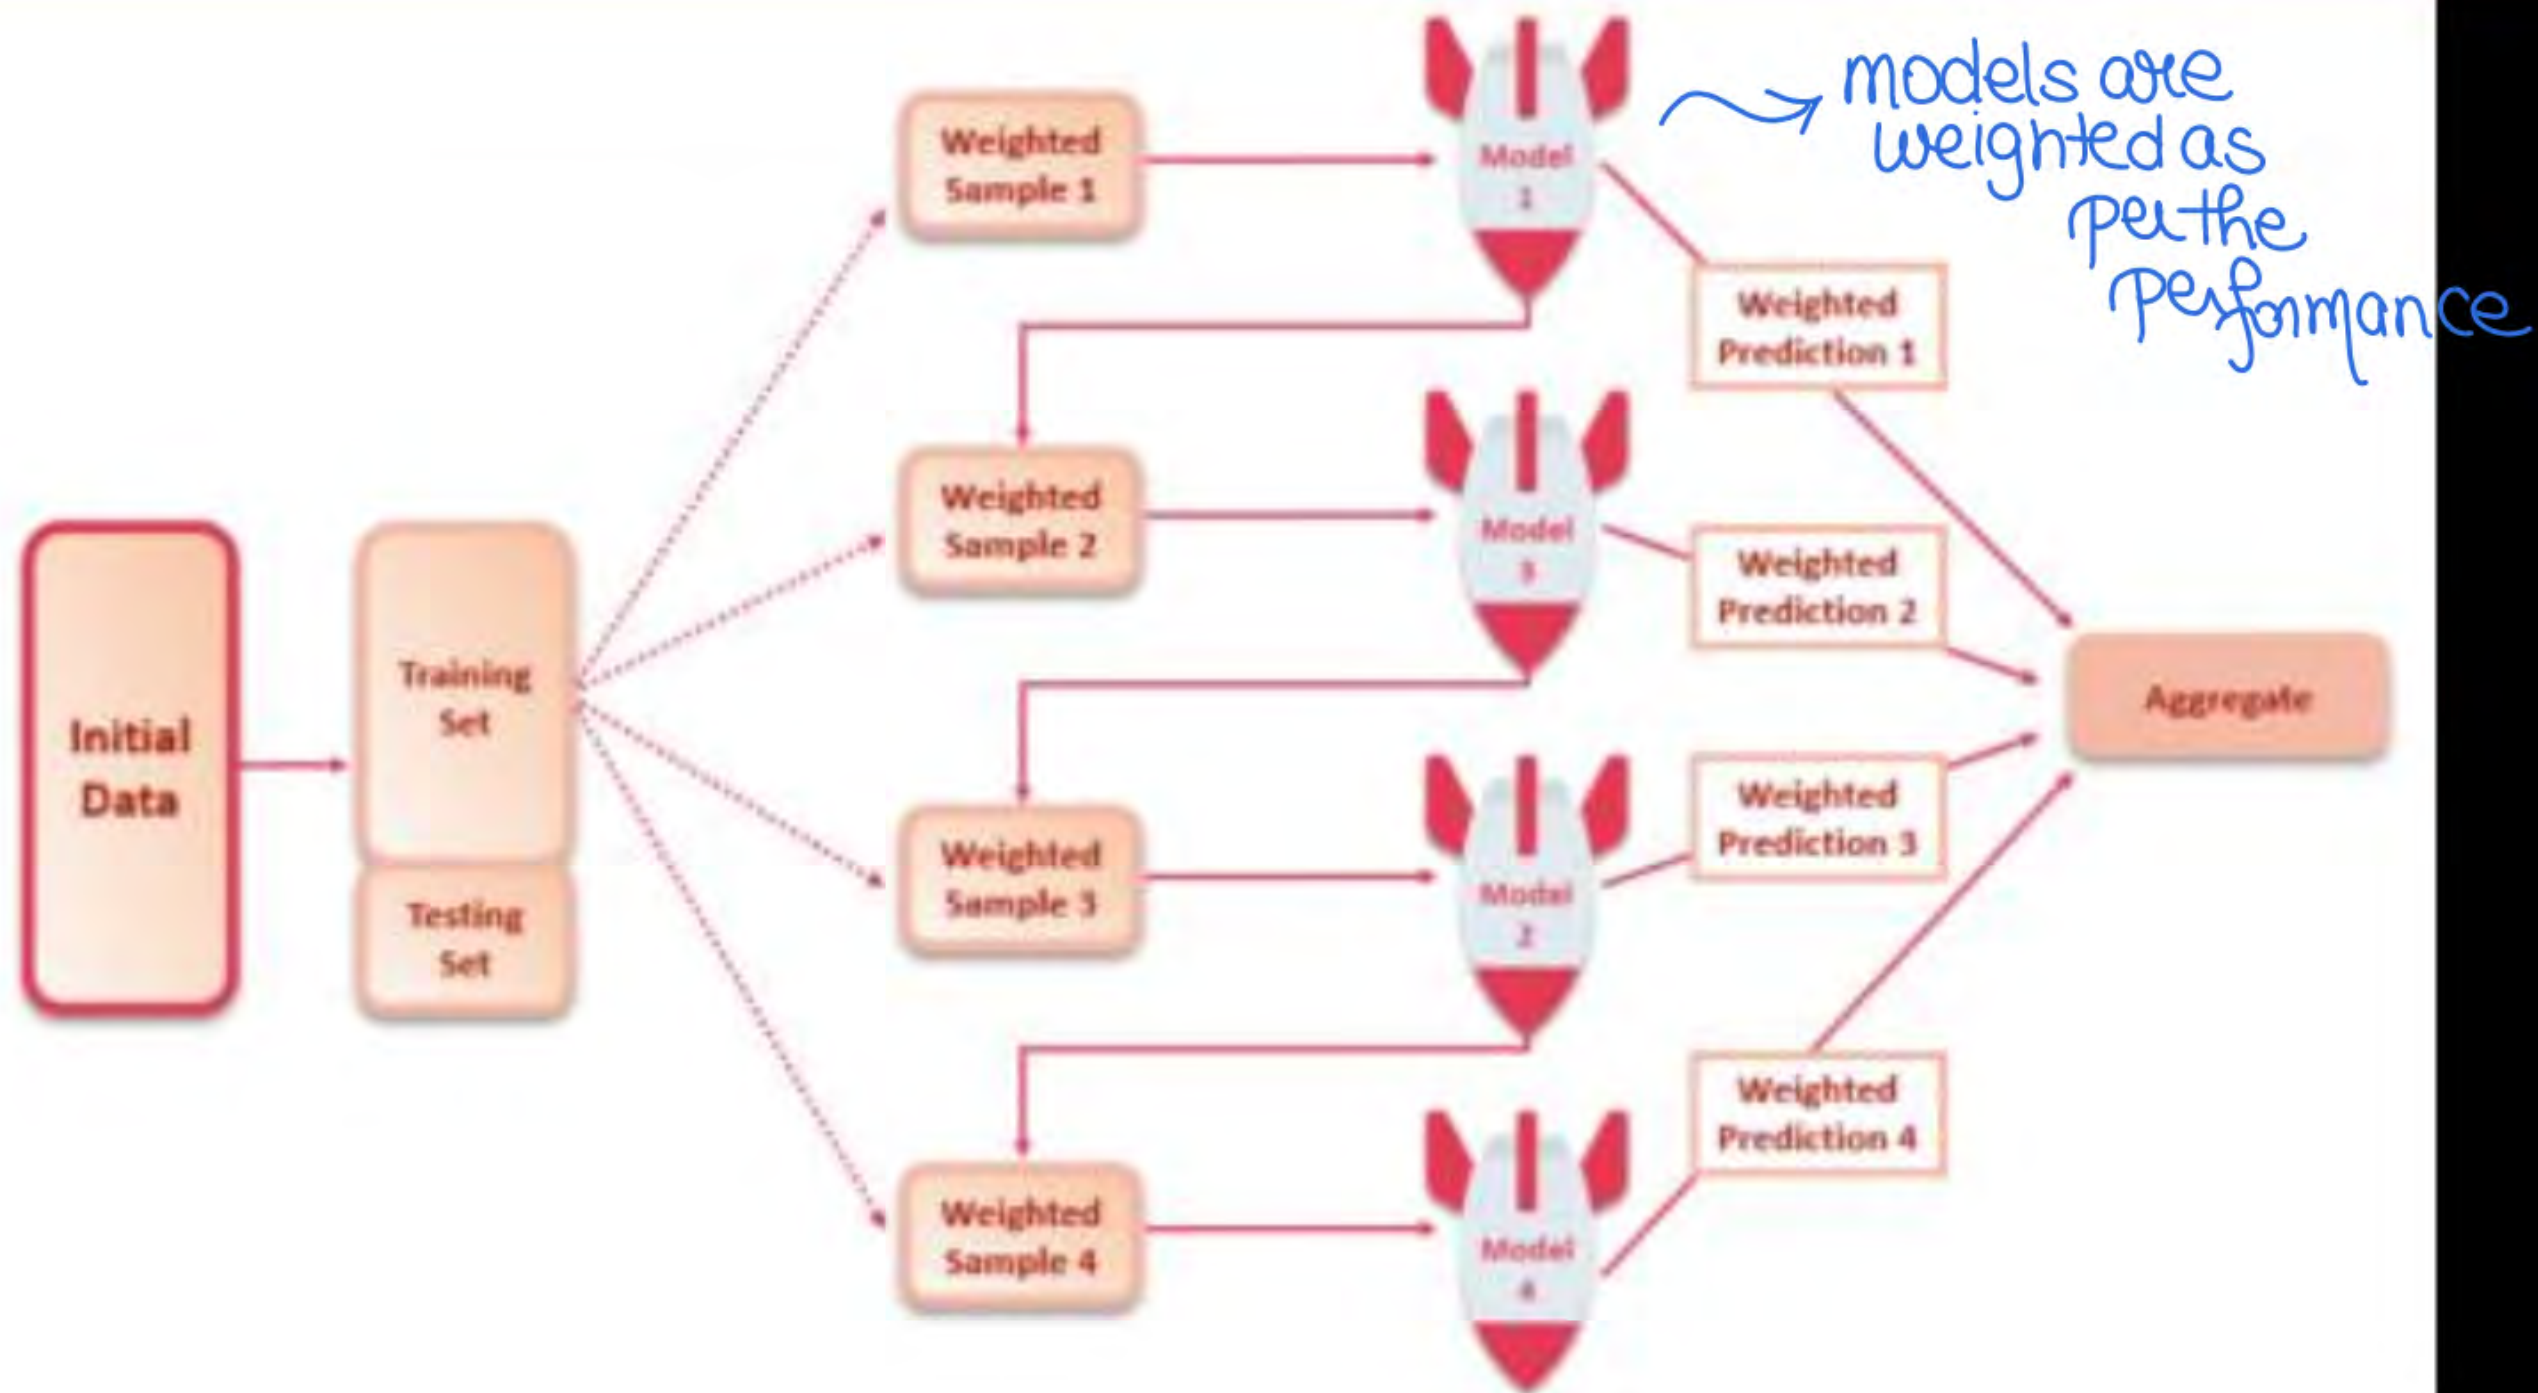 Initial
Data
Training
Set
Testing
Set
Weighted
Sample 1
Model
1
models are
weighted as
per the
performance
Weighted
Prediction 1
Weighted
Sample 2
Model
3
Weighted
Prediction 2
Aggregate
Weighted
Sample 3
Model
2
Weighted
Prediction 3
Weighted
Sample 4
Model
4
Weighted
Prediction 4